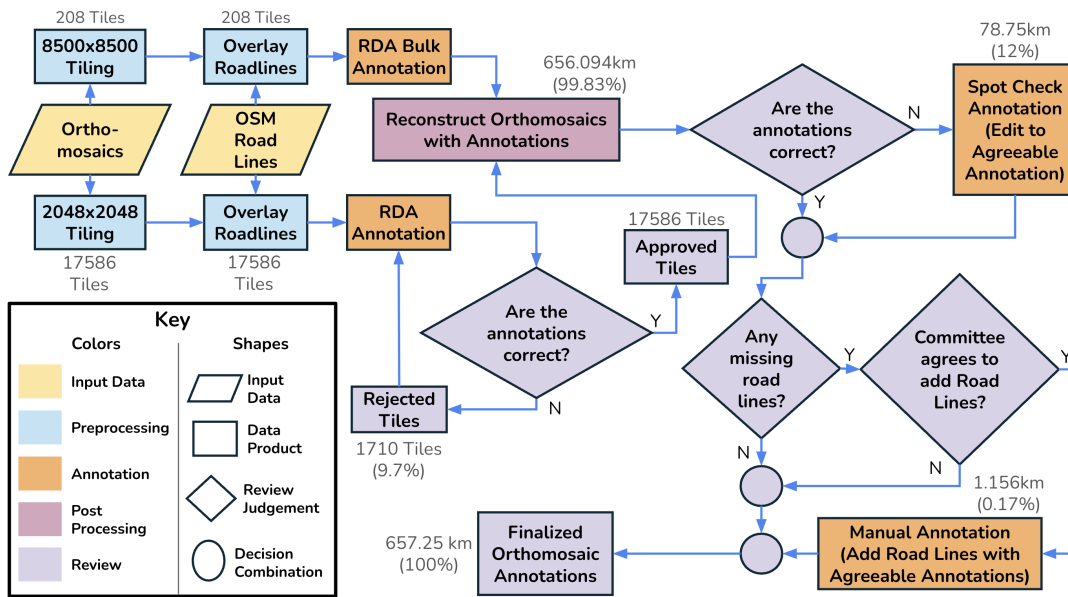 208 Tiles
208 Tiles
8500x8500
Tiling
Overlay
Roadlines
RDA Bulk
Annotation
656.094km
(99.83%)
78.75km
(12%)
Ortho-
mosaics
OSM
Road
Lines
Reconstruct Orthomosaics
with Annotations
Are the
annotations
correct?
N
Y
Spot Check
Annotation
(Edit to
Agreeable
Annotation)
2048x2048
Tiling
Overlay
Roadlines
RDA
Annotation
17586
Tiles
17586
Tiles
17586 Tiles
Approved
Tiles
Are the
annotations
correct?
Y
N
Rejected
Tiles
1710 Tiles
(9.7%)
Any
missing
road
lines?
Y
N
Committee
agrees to
add Road
Lines?
Y
N
1.156km
(0.17%)
Manual Annotation
(Add Road Lines with
Agreeable Annotations)
Finalized
Orthomosaic
Annotations
657.25 km
(100%)
Key
Colors
Input Data
Preprocessing
Annotation
Post
Processing
Review
Shapes
Input
Data
Data
Product
Review
Judgement
Decision
Combination